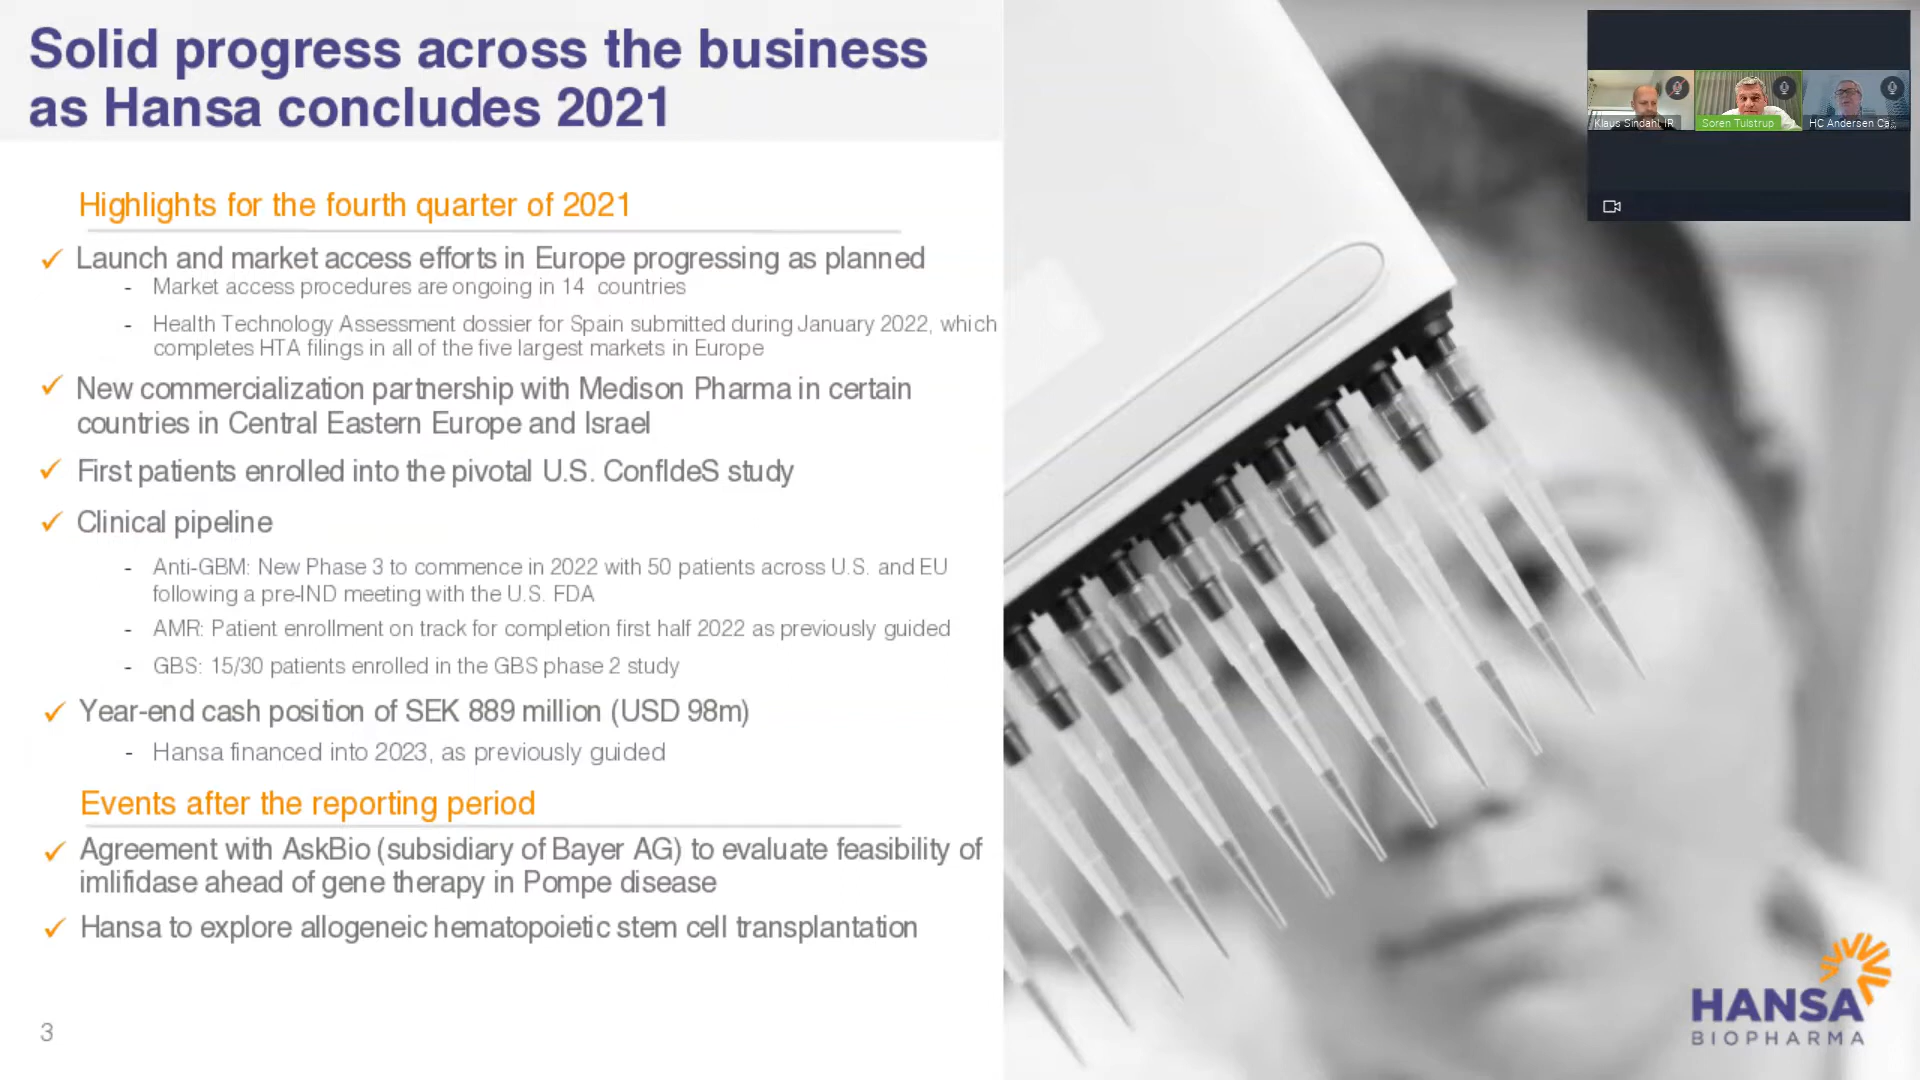 Solid progress across the business
as Hansa concludes 2021
Highlights for the fourth quarter of 2021
✓ Launch and market access efforts in Europe progressing as planned
- Market access procedures are ongoing in 14 countries
- Health Technology Assessment dossier for Spain submitted during January 2022, which
completes HTA filings in all of the five largest markets in Europe
✓ New commercialization partnership with Medison Pharma in certain
countries in Central Eastern Europe and Israel
✓ First patients enrolled into the pivotal U.S. ConfIdeS study
✓ Clinical pipeline
- Anti-GBM: New Phase 3 to commence in 2022 with 50 patients across U.S. and EU
following a pre-IND meeting with the U.S. FDA
- AMR: Patient enrollment on track for completion first half 2022 as previously guided
- GBS: 15/30 patients enrolled in the GBS phase 2 study
✓ Year-end cash position of SEK 889 million (USD 98m)
- Hansa financed into 2023, as previously guided
Events after the reporting period
✓ Agreement with AskBio (subsidiary of Bayer AG) to evaluate feasibility of
imlifidase ahead of gene therapy in Pompe disease
✓ Hansa to explore allogeneic hematopoietic stem cell transplantation
3
Klaus Sindahl, IR
Soren Tulstrup
HC Andersen Ca...
HANSA
BIOPHARMA